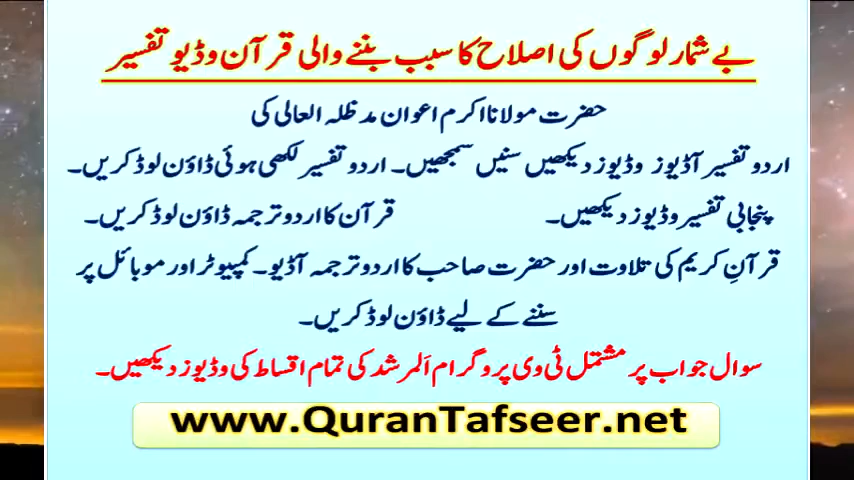 بے شمار لوگوں کی اصلاح کا سبب بننے والی قرآن وڈیو تفسیر
حضرت مولانا اکرم اعوان مدظلہ العالی کی
اردو تفسیر آڈیوز وڈیوز دیکھیں سنیں سمجھیں۔ اردو تفسیر لکھی ہوئی ڈاؤن لوڈ کریں۔
پنجابی تفسیر وڈیوز دیکھیں۔ قرآن کا اردو ترجمہ ڈاؤن لوڈ کریں۔
قرآنِ کریم کی تلاوت اور حضرت صاحب کا اردو ترجمہ آڈیو۔ کمپیوٹر اور موبائل پر
سننے کے لیے ڈاؤن لوڈ کریں۔
سوال جواب پر مشتمل ٹی وی پروگرام اَلمرشد کی تمام اقساط کی وڈیوز دیکھیں۔
www.QuranTafseer.net